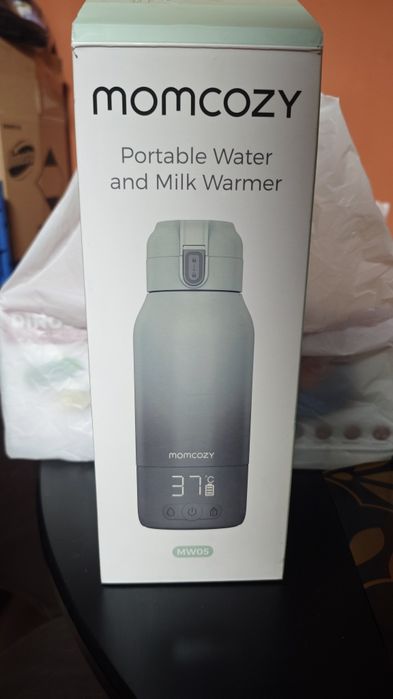 momcozy
Portable Water
and Milk Warmer
momcozy
37°C
MW05